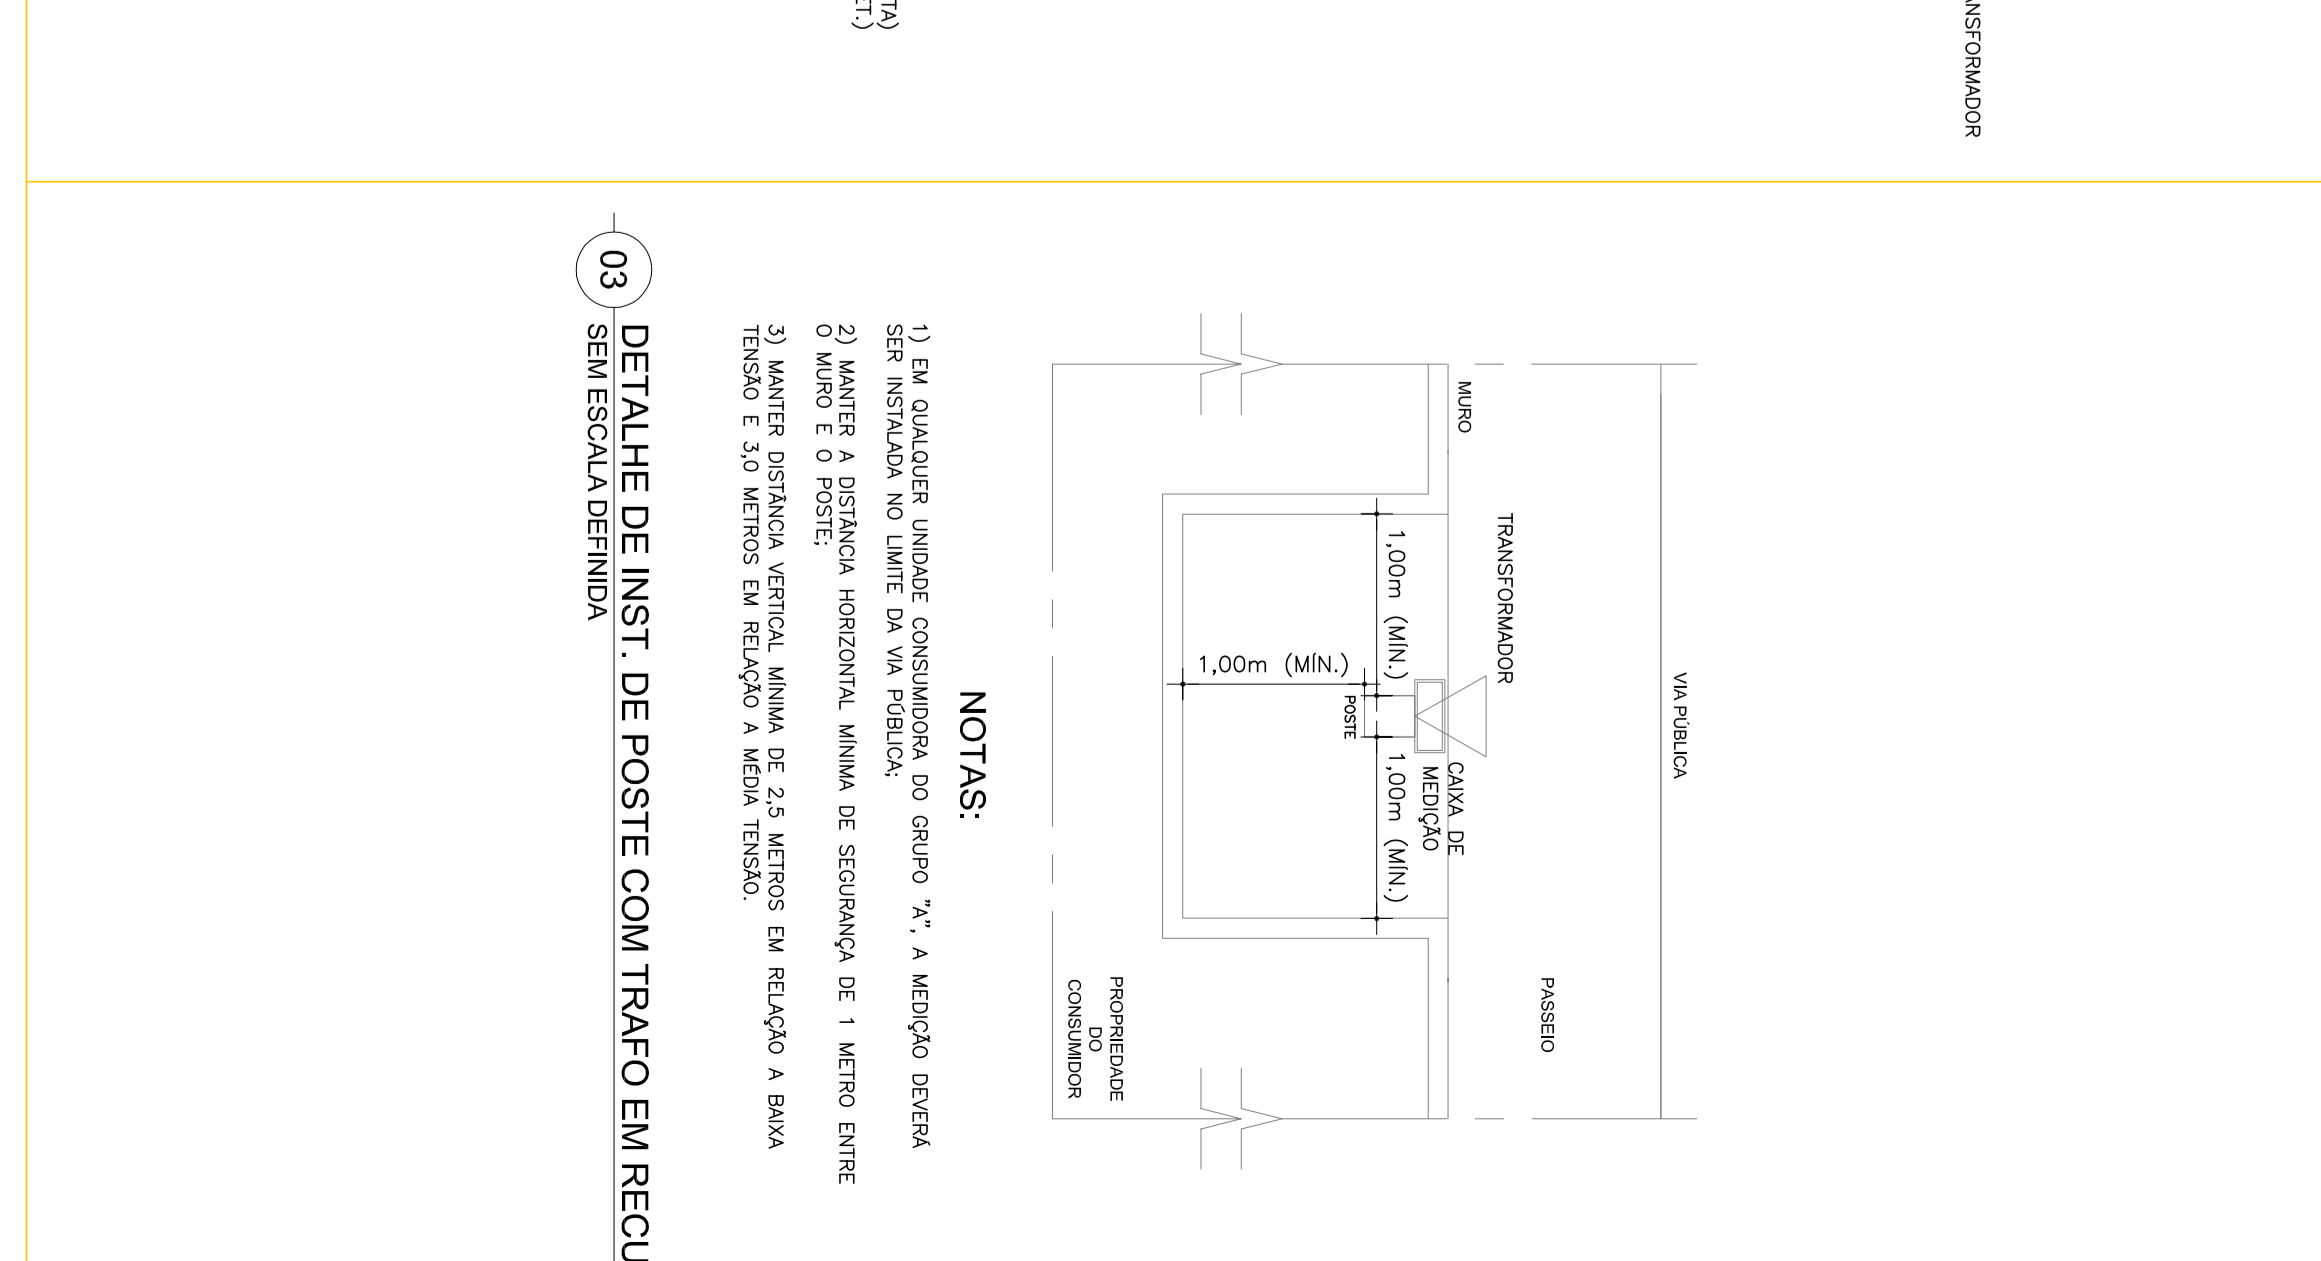 VIA PÚBLICA
PASSEIO
TRANSFORMADOR
MURO
CAIXA DE
MEDIÇÃO
1,00m (MÍN.)
1,00m (MÍN.)
POSTE
1,00m (MÍN.)
PROPRIEDADE
DO
CONSUMIDOR
NOTAS:
1) EM QUALQUER UNIDADE CONSUMIDORA DO GRUPO "A", A MEDIÇÃO DEVERÁ
SER INSTALADA NO LIMITE DA VIA PÚBLICA;
2) MANTER A DISTÂNCIA HORIZONTAL MÍNIMA DE SEGURANÇA DE 1 METRO ENTRE
O MURO E O POSTE;
3) MANTER DISTÂNCIA VERTICAL MÍNIMA DE 2,5 METROS EM RELAÇÃO A BAIXA
TENSÃO E 3,0 METROS EM RELAÇÃO A MÉDIA TENSÃO.
03
DETALHE DE INST. DE POSTE COM TRAFO EM RECU
SEM ESCALA DEFINIDA
ANSFORMADOR
TA)
ET.)